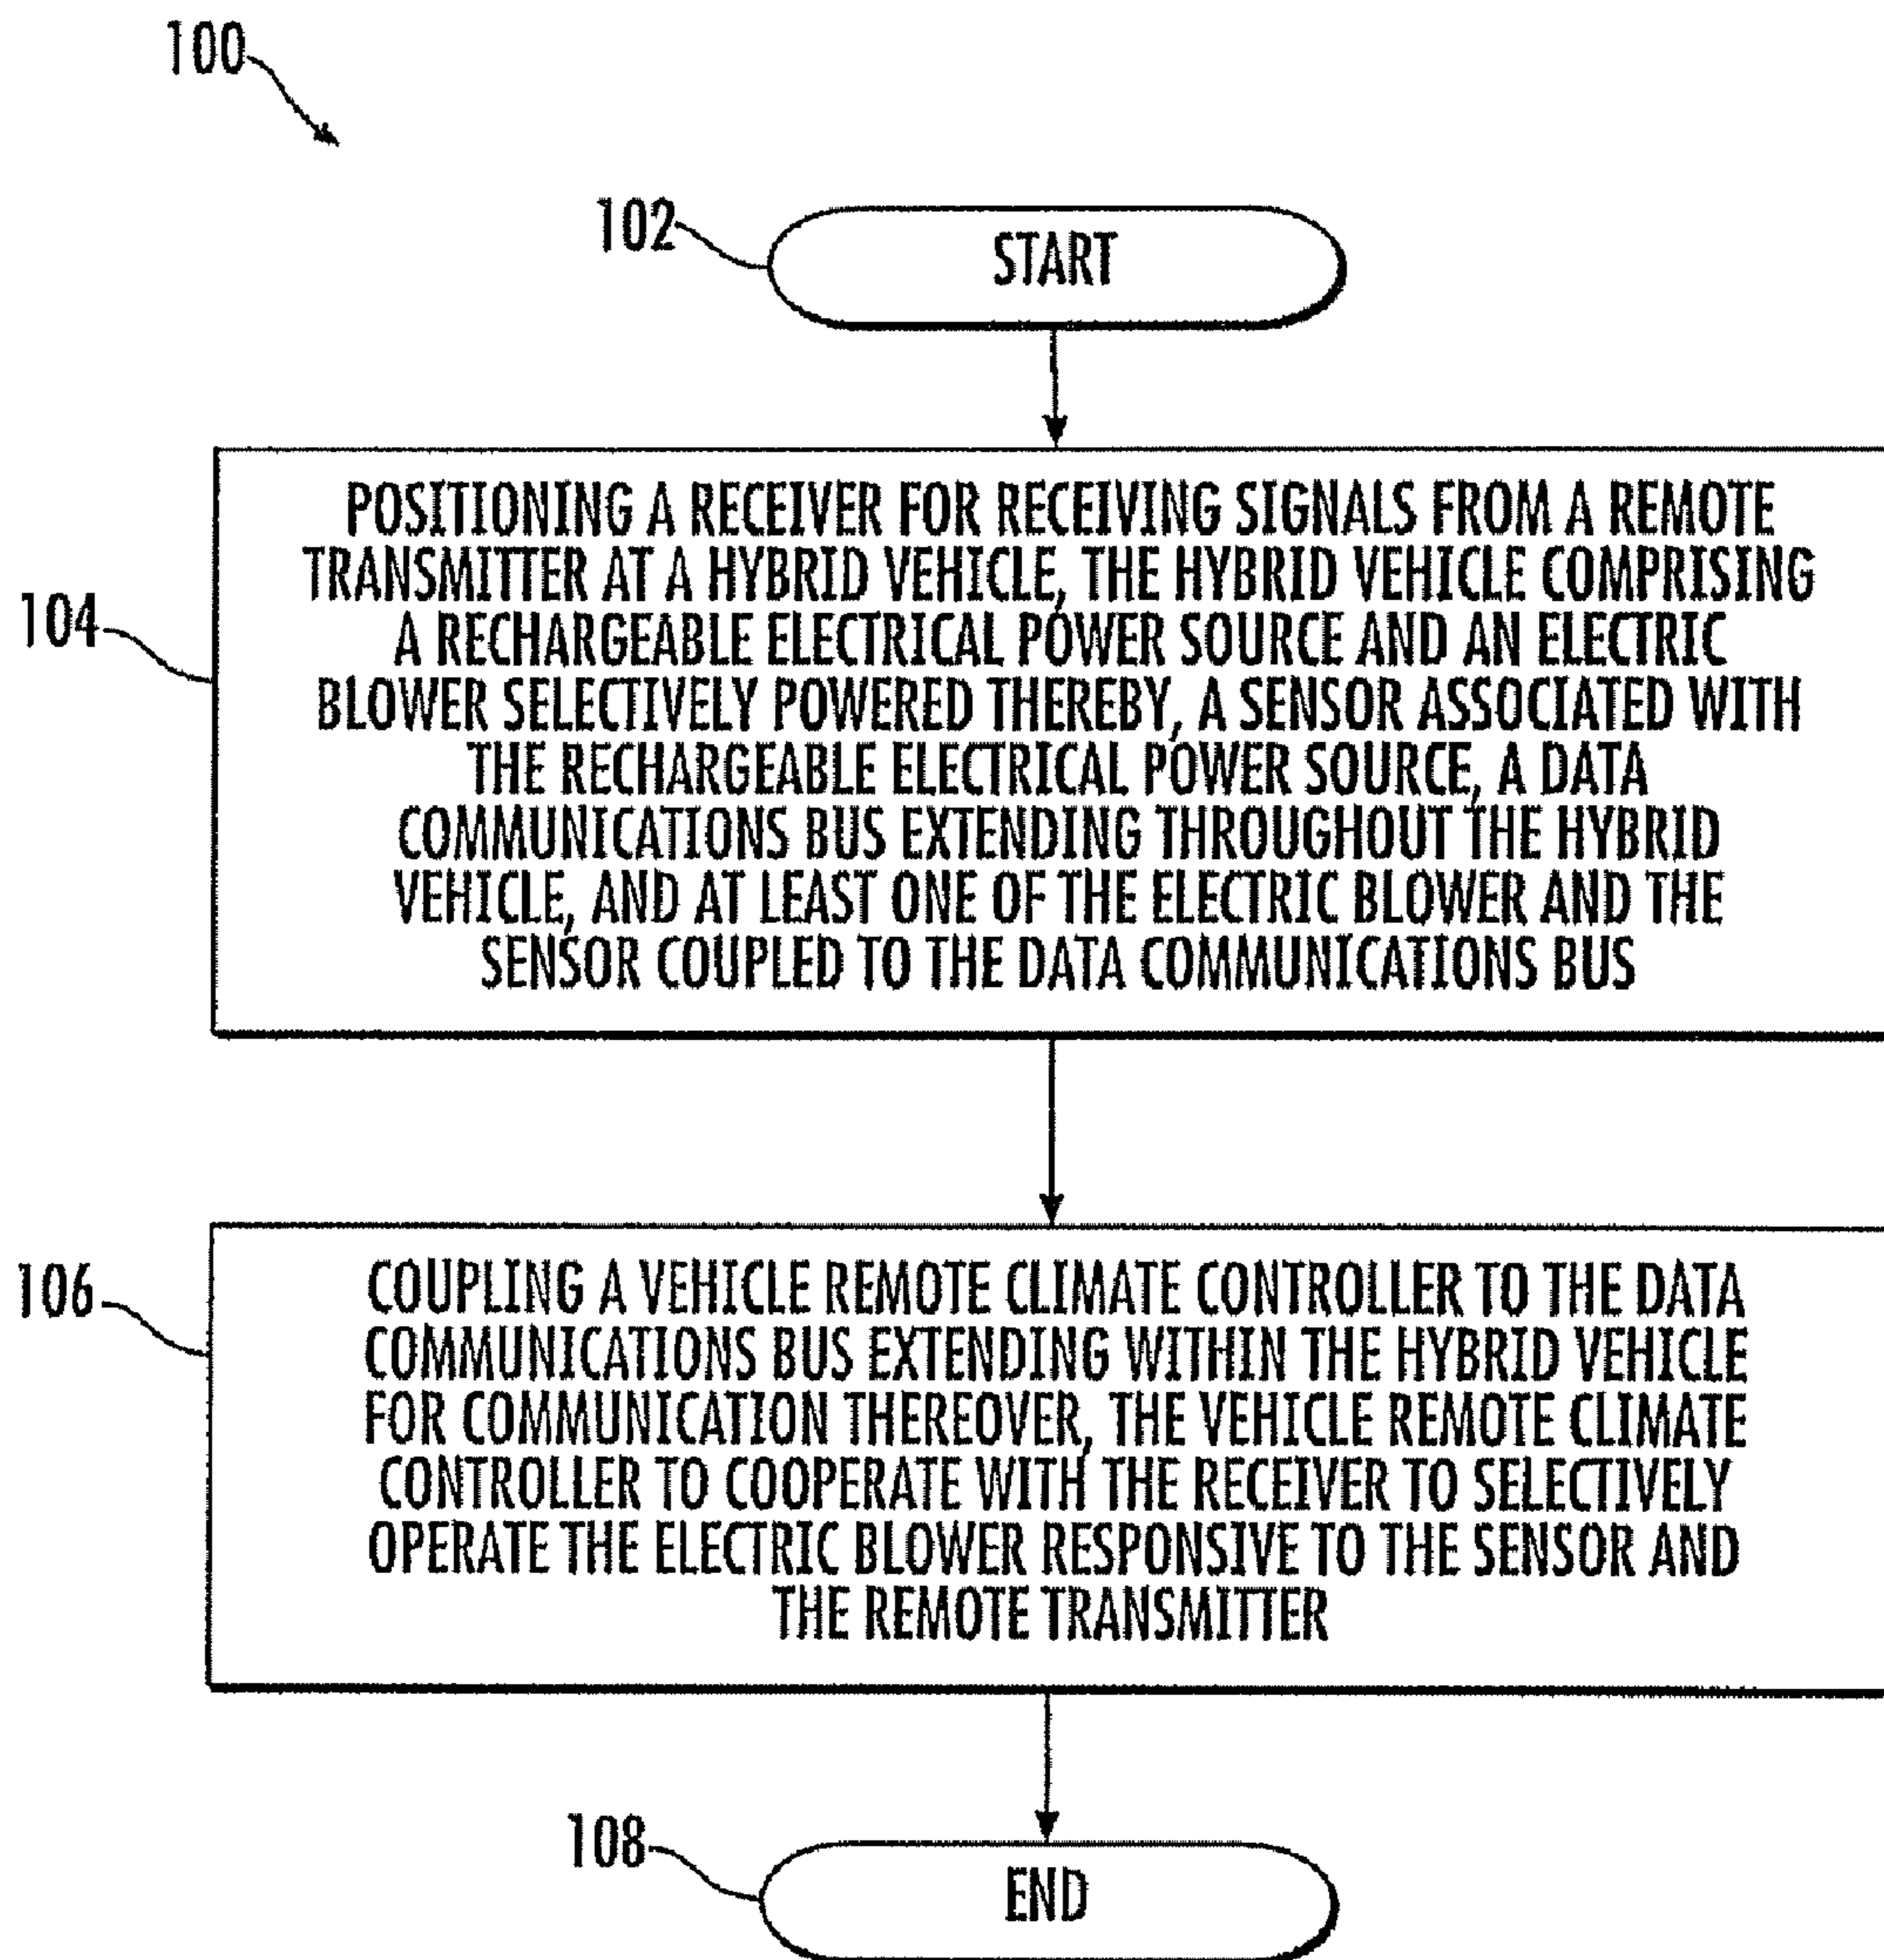 100
102
START
104
POSITIONING A RECEIVER FOR RECEIVING SIGNALS FROM A REMOTE
TRANSMITTER AT A HYBRID VEHICLE, THE HYBRID VEHICLE COMPRISING
A RECHARGEABLE ELECTRICAL POWER SOURCE AND AN ELECTRIC
BLOWER SELECTIVELY POWERED THEREBY, A SENSOR ASSOCIATED WITH
THE RECHARGEABLE ELECTRICAL POWER SOURCE, A DATA
COMMUNICATIONS BUS EXTENDING THROUGHOUT THE HYBRID
VEHICLE, AND AT LEAST ONE OF THE ELECTRIC BLOWER AND THE
SENSOR COUPLED TO THE DATA COMMUNICATIONS BUS
106
COUPLING A VEHICLE REMOTE CLIMATE CONTROLLER TO THE DATA
COMMUNICATIONS BUS EXTENDING WITHIN THE HYBRID VEHICLE
FOR COMMUNICATION THEREOVER, THE VEHICLE REMOTE CLIMATE
CONTROLLER TO COOPERATE WITH THE RECEIVER TO SELECTIVELY
OPERATE THE ELECTRIC BLOWER RESPONSIVE TO THE SENSOR AND
THE REMOTE TRANSMITTER
108
END